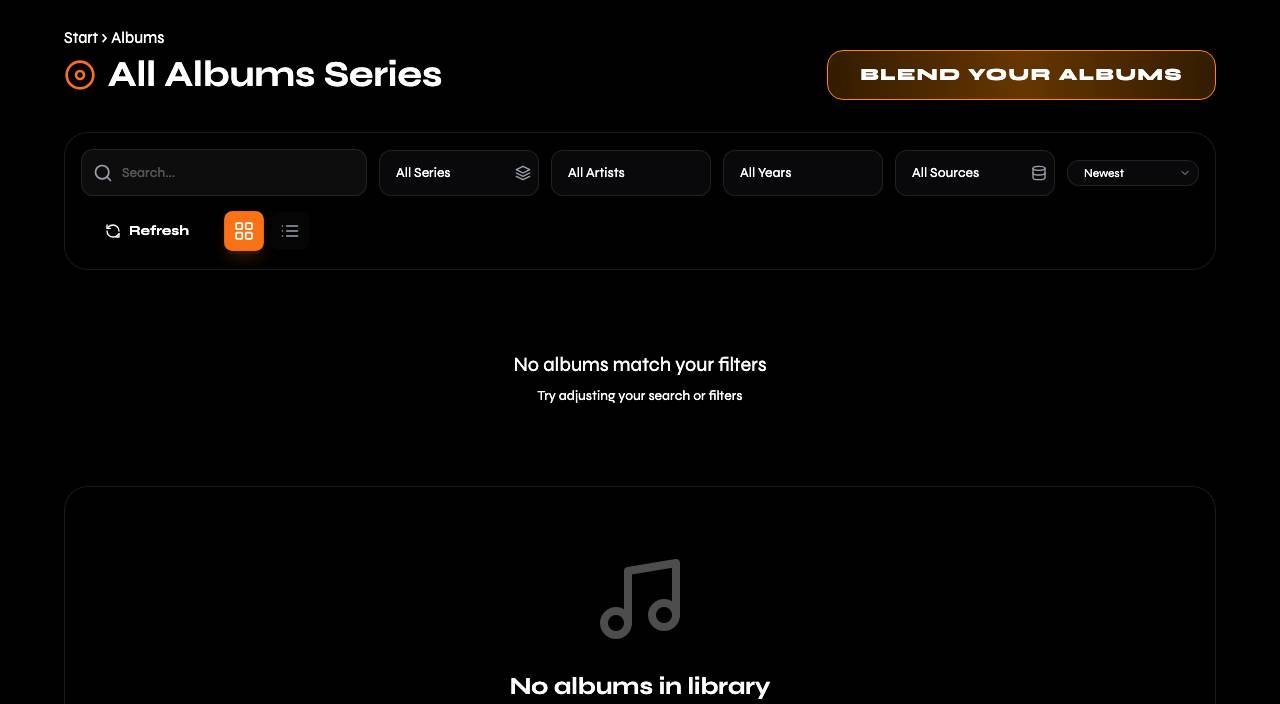 Start › Albums
All Albums Series
BLEND YOUR ALBUMS
Search...
All Series
All Artists
All Years
All Sources
Newest
Refresh
No albums match your filters
Try adjusting your search or filters
No albums in library